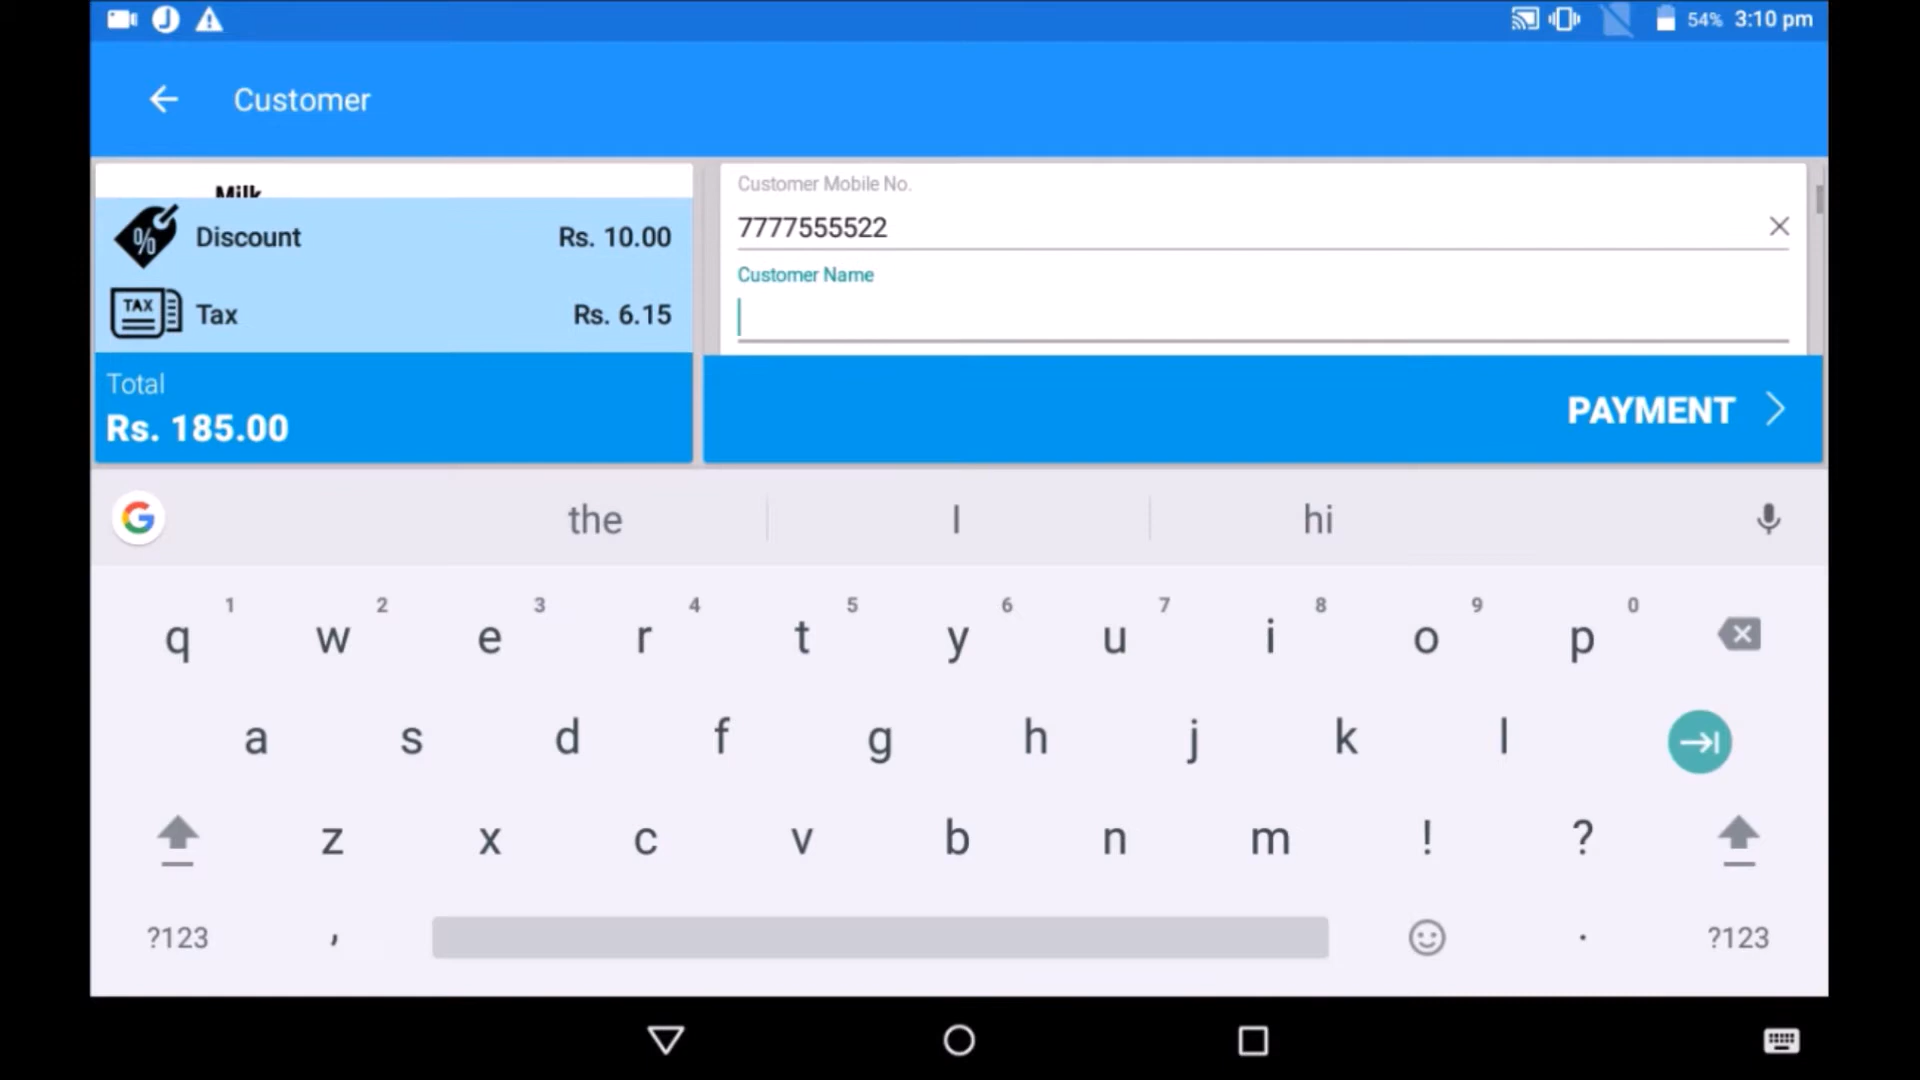 54% 3:10 pm
Customer
Milk
Discount Rs. 10.00
TAX Tax Rs. 6.15
Total
Rs. 185.00
Customer Mobile No.
7777555522
Customer Name
PAYMENT
the I hi
1 2 3 4 5 6 7 8 9 0
q w e r t y u i o p
a s d f g h j k l
z x c v b n m ! ?
?123 , . ?123